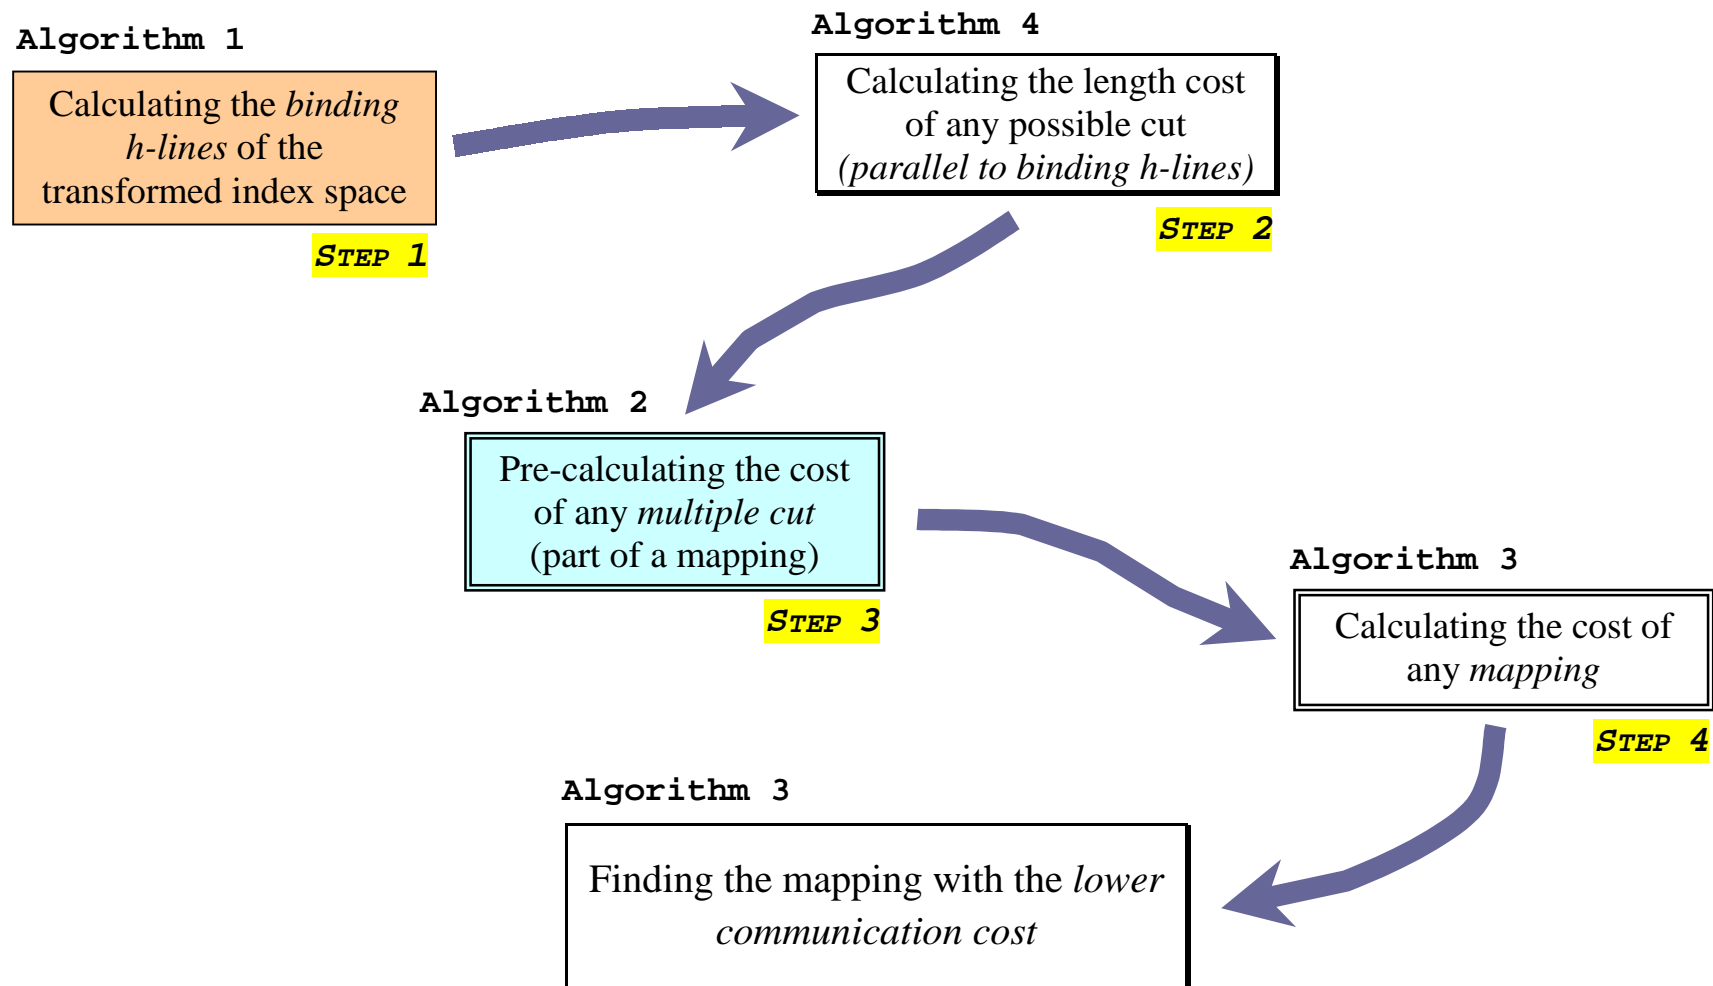 Algorithm 1
Calculating the binding
h-lines of the
transformed index space
STEP 1
Algorithm 4
Calculating the length cost
of any possible cut
(parallel to binding h-lines)
STEP 2
Algorithm 2
Pre-calculating the cost
of any multiple cut
(part of a mapping)
STEP 3
Algorithm 3
Calculating the cost of
any mapping
STEP 4
Algorithm 3
Finding the mapping with the lower
communication cost